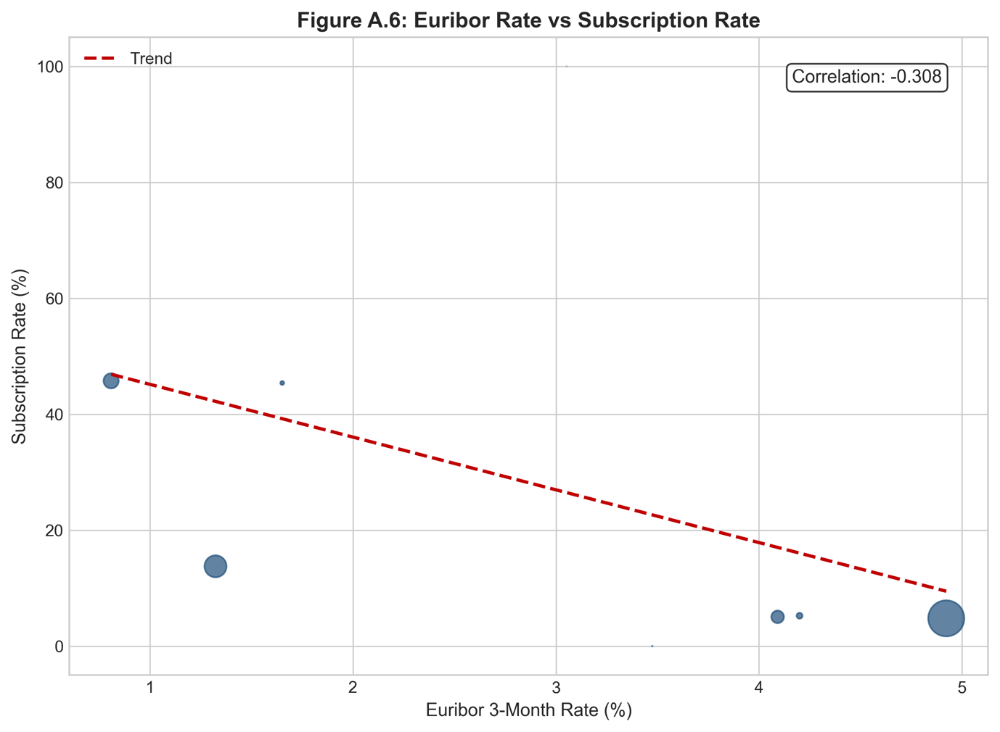 Figure A.6: Euribor Rate vs Subscription Rate
Trend
Correlation: -0.308
100
80
60
40
20
0
Subscription Rate (%)
1 2 3 4 5
Euribor 3-Month Rate (%)